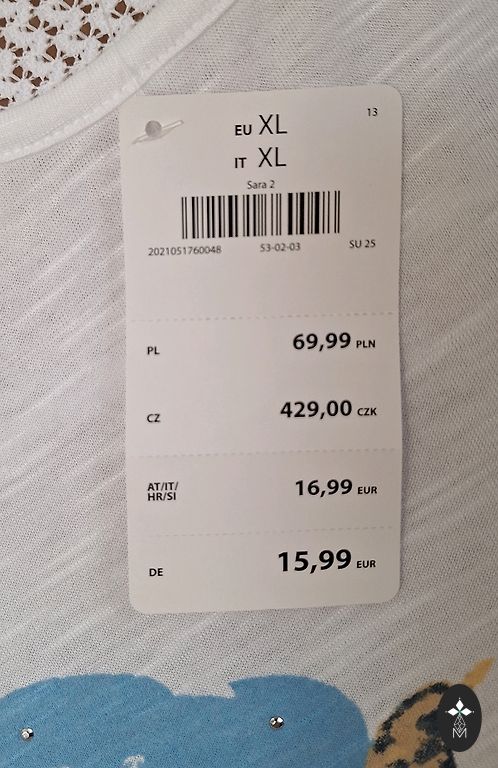 13
EU XL
IT XL
Sara 2
2021051760048 53-02-03 SU 25
PL 69,99 PLN
CZ 429,00 CZK
AT/IT/
HR/SI 16,99 EUR
DE 15,99 EUR
M